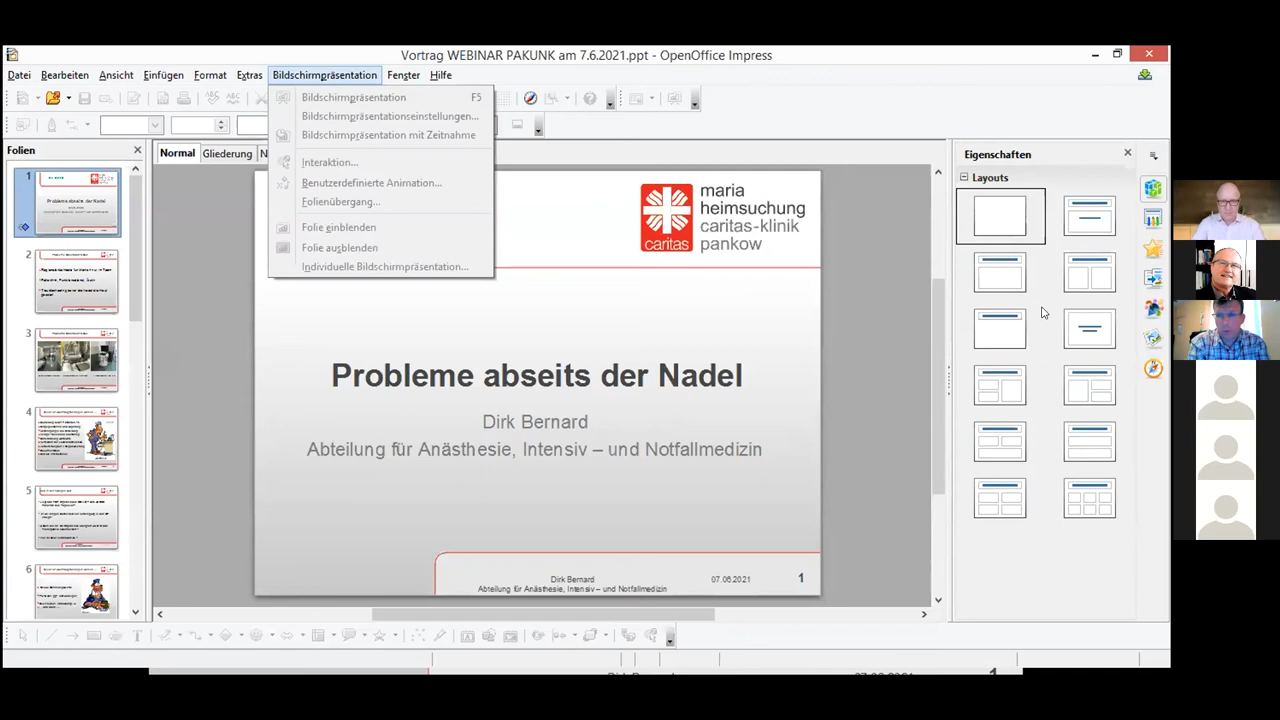 Vortrag WEBINAR PAKUNK am 7.6.2021.ppt - OpenOffice Impress
Datei Bearbeiten Ansicht Einfügen Format Extras Bildschirmpräsentation Fenster Hilfe
Bildschirmpräsentation F5
Bildschirmpräsentationseinstellungen...
Bildschirmpräsentation mit Zeitnahme
Interaktion...
Benutzerdefinierte Animation...
Folienübergang...
Folie einblenden
Folie ausblenden
Individuelle Bildschirmpräsentation...
Folien
Normal Gliederung N
Eigenschaften
Layouts
1
2
3
4
5
6
caritas
maria
heimsuchung
caritas-klinik
pankow
Probleme abseits der Nadel
Dirk Bernard
Abteilung für Anästhesie, Intensiv – und Notfallmedizin
Dirk Bernard 07.06.2021 1
Abteilung für Anästhesie, Intensiv – und Notfallmedizin